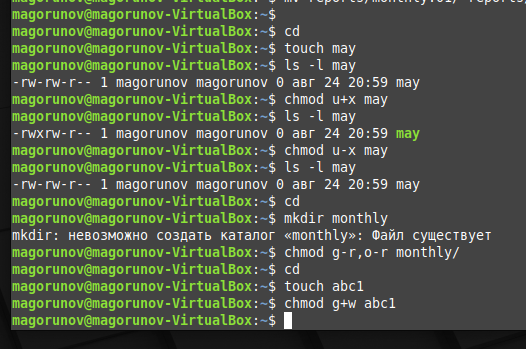 magorunov@magorunov-VirtualBox:~$
magorunov@magorunov-VirtualBox:~$ cd
magorunov@magorunov-VirtualBox:~$ touch may
magorunov@magorunov-VirtualBox:~$ ls -l may
-rw-rw-r-- 1 magorunov magorunov 0 авг 24 20:59 may
magorunov@magorunov-VirtualBox:~$ chmod u+x may
magorunov@magorunov-VirtualBox:~$ ls -l may
-rwxrw-r-- 1 magorunov magorunov 0 авг 24 20:59 may
magorunov@magorunov-VirtualBox:~$ chmod u-x may
magorunov@magorunov-VirtualBox:~$ ls -l may
-rw-rw-r-- 1 magorunov magorunov 0 авг 24 20:59 may
magorunov@magorunov-VirtualBox:~$ cd
magorunov@magorunov-VirtualBox:~$ mkdir monthly
mkdir: невозможно создать каталог «monthly»: Файл существует
magorunov@magorunov-VirtualBox:~$ chmod g-r,o-r monthly/
magorunov@magorunov-VirtualBox:~$ cd
magorunov@magorunov-VirtualBox:~$ touch abc1
magorunov@magorunov-VirtualBox:~$ chmod g+w abc1
magorunov@magorunov-VirtualBox:~$